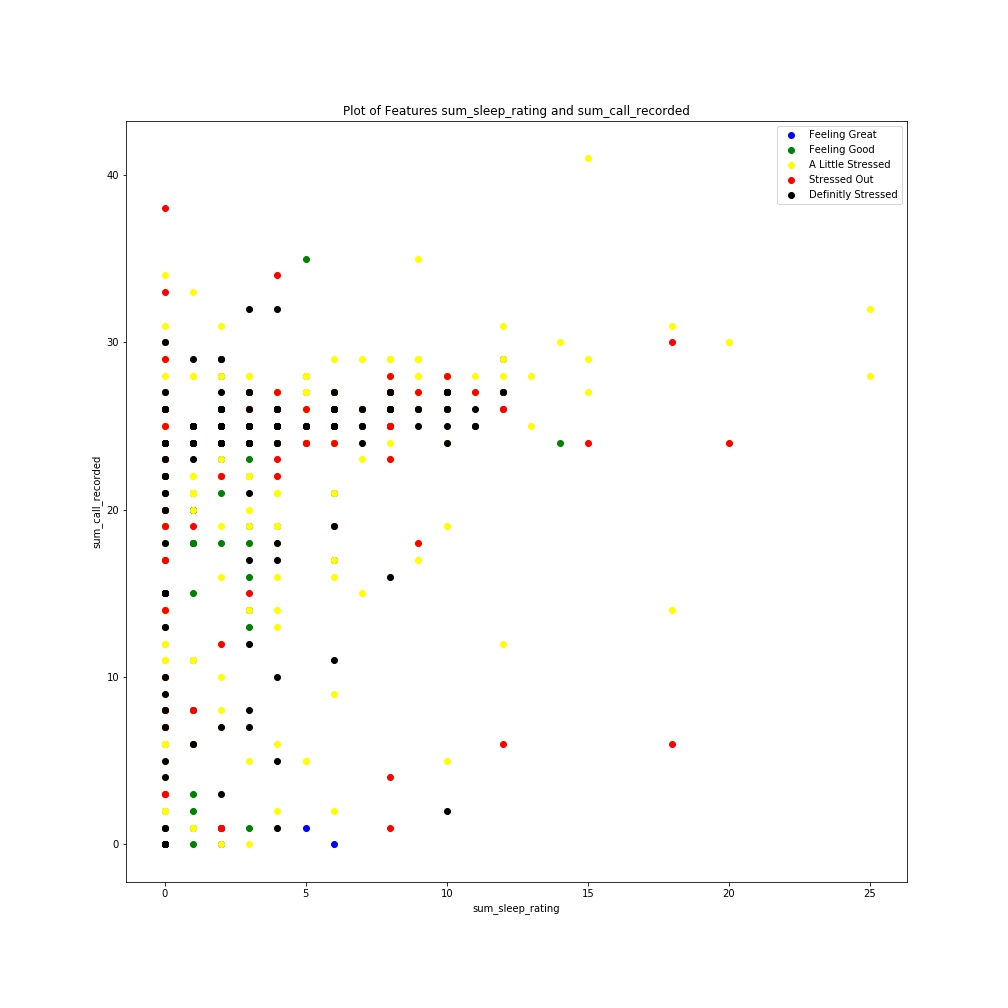 Plot of Features sum_sleep_rating and sum_call_recorded
Feeling Great
Feeling Good
A Little Stressed
Stressed Out
Definitly Stressed
40
30
20
10
0
sum_call_recorded
0 5 10 15 20 25
sum_sleep_rating